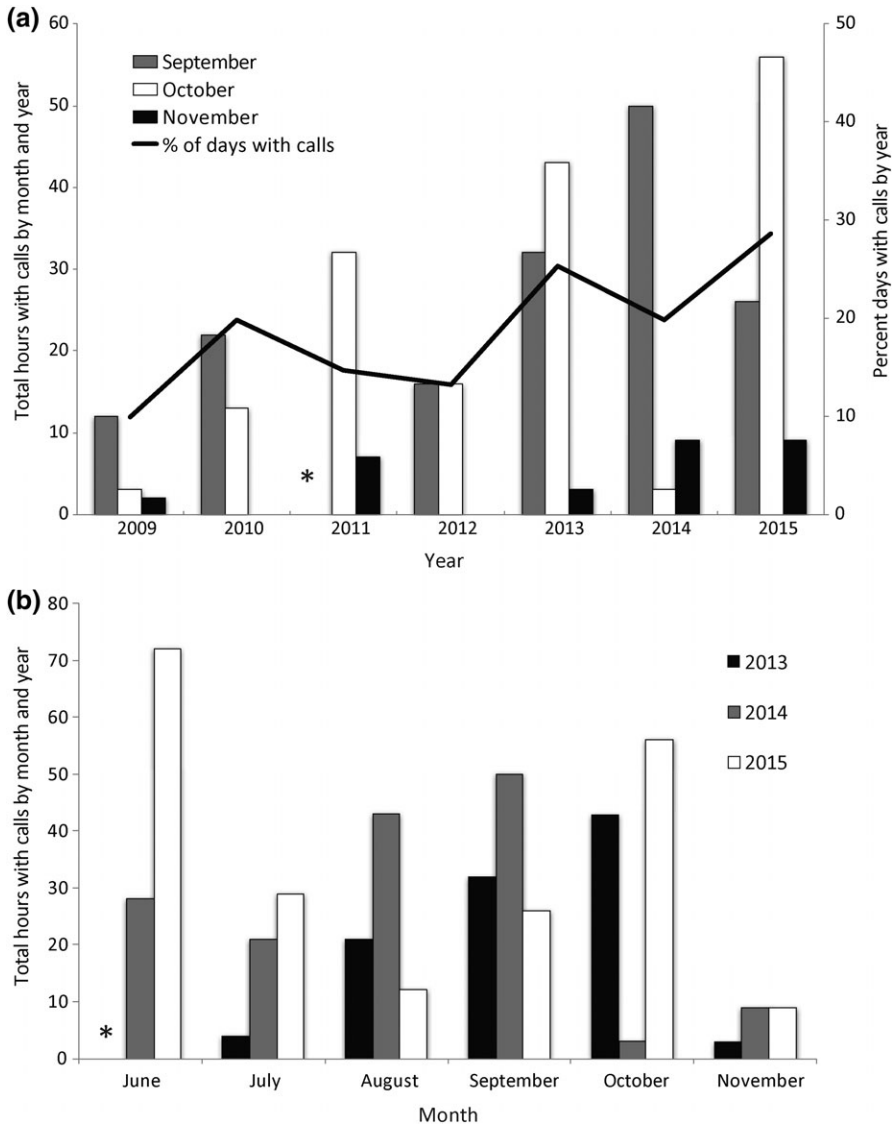 (a)
Total hours with calls by month and year
60
50
40
30
20
10
0
September
October
November
% of days with calls
*
50
40
30
20
10
0
Percent days with calls by year
2009 2010 2011 2012 2013 2014 2015
Year
(b)
Total hours with calls by month and year
80
70
60
50
40
30
20
10
0
2013
2014
2015
*
June July August September October November
Month